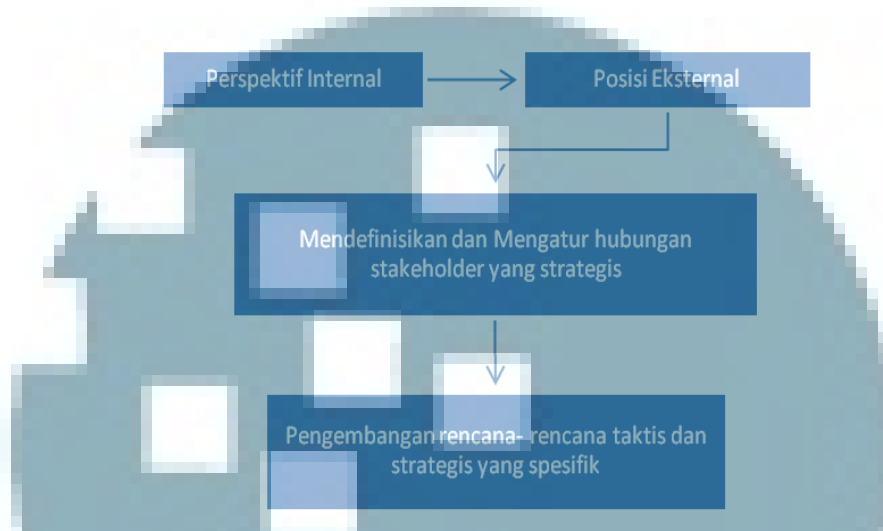 Perspektif Internal
Posisi Eksternal
Mendefinisikan dan Mengatur hubungan
stakeholder yang strategis
Pengembangan rencana- rencana taktis dan
strategis yang spesifik